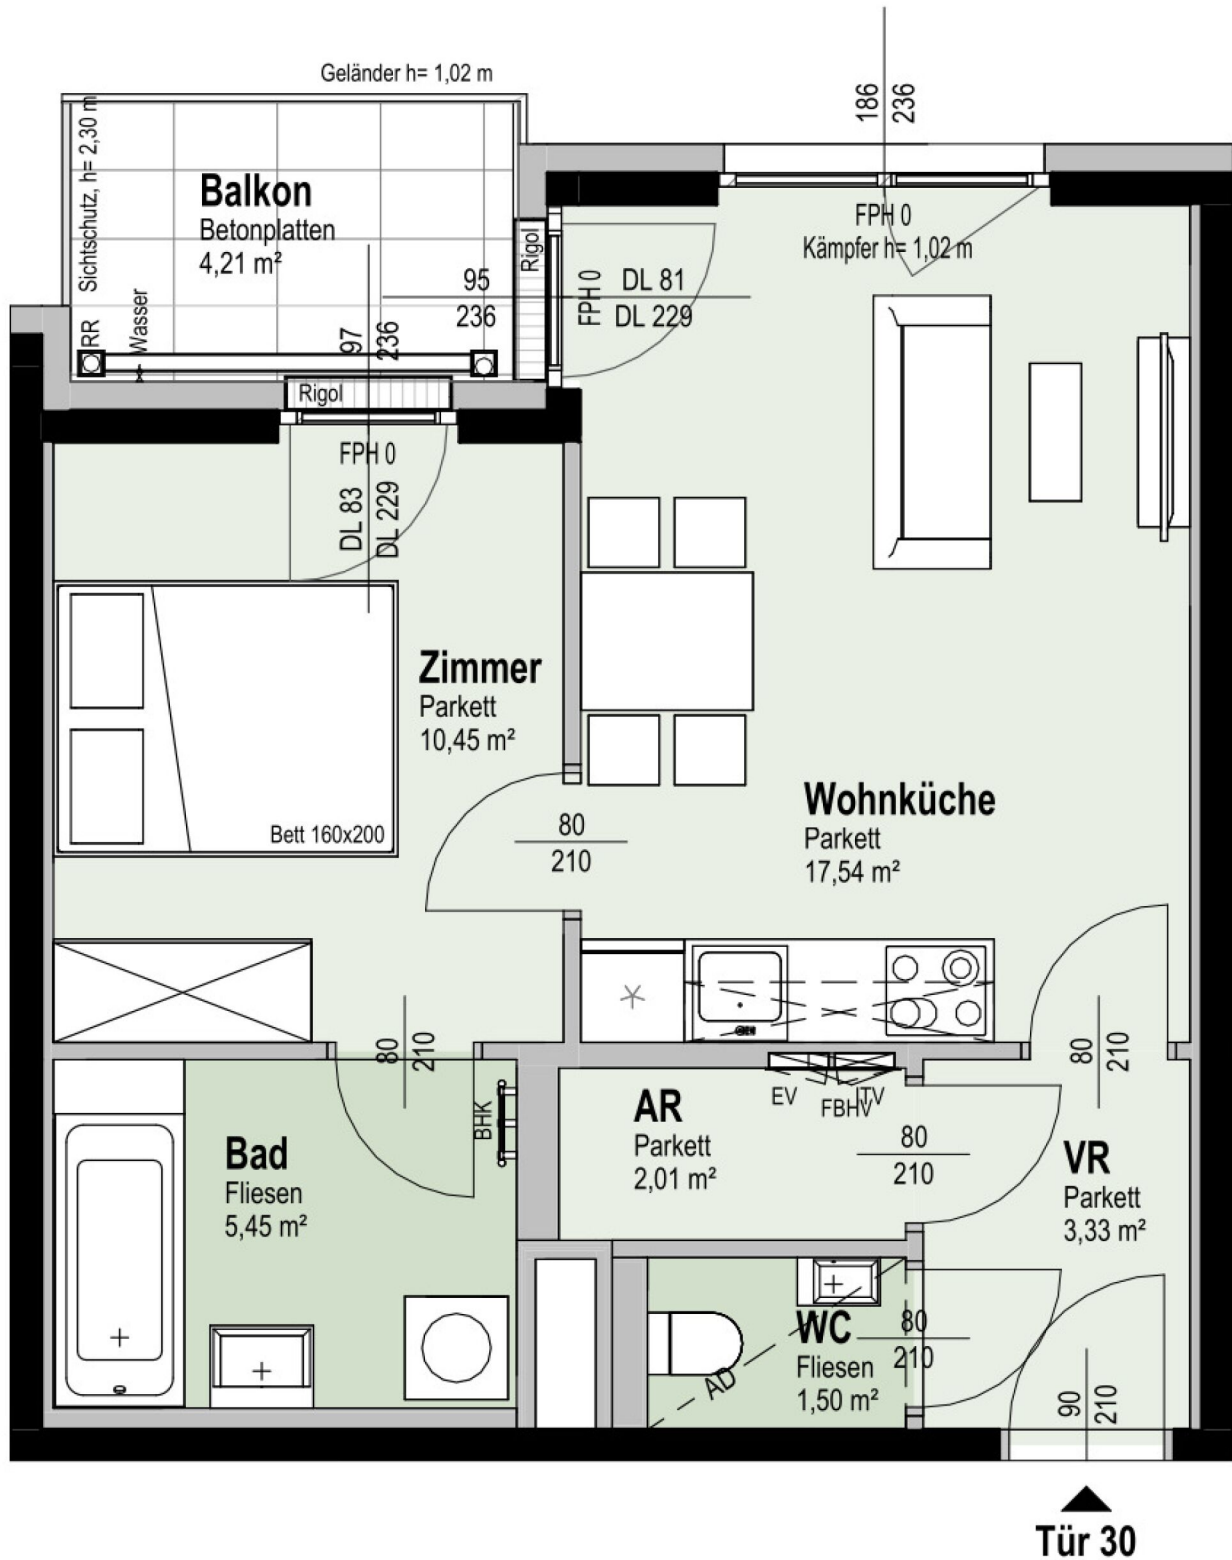 Geländer h= 1,02 m
186
236
Sichtschutz, h= 2,30 m
Balkon
Betonplatten
4,21 m²
Rigol
FPH 0
Kämpfer h= 1,02 m
95
236
FPH 0
DL 81
DL 229
RR
Wasser
97
236
Rigol
FPH 0
DL 83
DL 229
Zimmer
Parkett
10,45 m²
Bett 160x200
80
210
Wohnküche
Parkett
17,54 m²
80
210
80
210
BHK
EV
FBHV
ITV
AR
Parkett
2,01 m²
80
210
VR
Parkett
3,33 m²
Bad
Fliesen
5,45 m²
WC
Fliesen
1,50 m²
80
210
AD
90
210
Tür 30